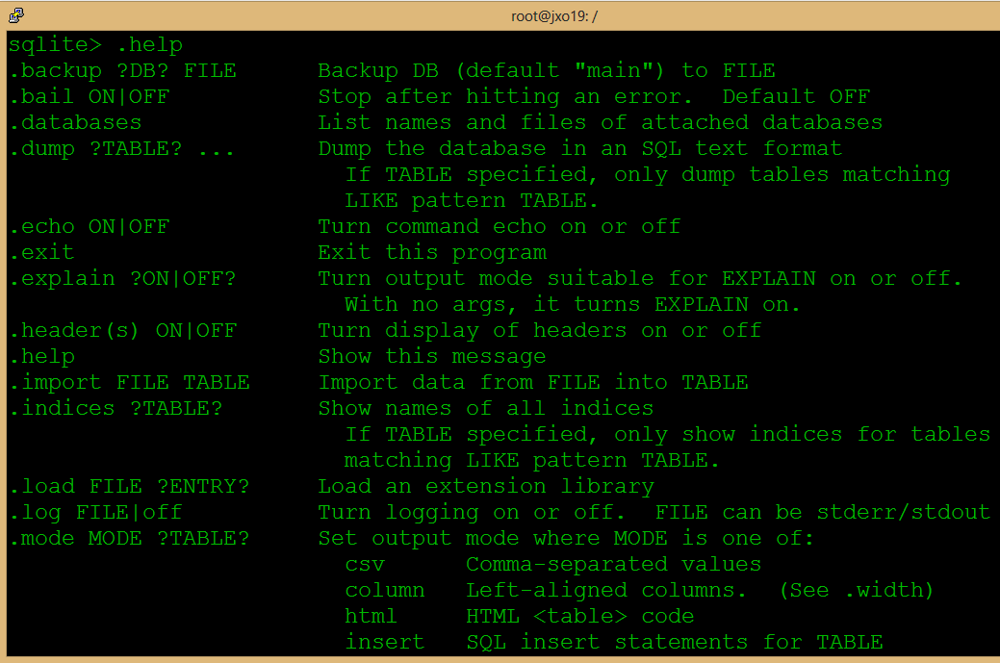 root@jxo19: /
sqlite> .help
.backup ?DB? FILE      Backup DB (default "main") to FILE
.bail ON|OFF           Stop after hitting an error.  Default OFF
.databases             List names and files of attached databases
.dump ?TABLE? ...      Dump the database in an SQL text format
                         If TABLE specified, only dump tables matching
                         LIKE pattern TABLE.
.echo ON|OFF           Turn command echo on or off
.exit                  Exit this program
.explain ?ON|OFF?      Turn output mode suitable for EXPLAIN on or off.
                         With no args, it turns EXPLAIN on.
.header(s) ON|OFF      Turn display of headers on or off
.help                  Show this message
.import FILE TABLE     Import data from FILE into TABLE
.indices ?TABLE?       Show names of all indices
                         If TABLE specified, only show indices for tables
                         matching LIKE pattern TABLE.
.load FILE ?ENTRY?     Load an extension library
.log FILE|off          Turn logging on or off.  FILE can be stderr/stdout
.mode MODE ?TABLE?     Set output mode where MODE is one of:
                         csv      Comma-separated values
                         column   Left-aligned columns.  (See .width)
                         html     HTML <table> code
                         insert   SQL insert statements for TABLE